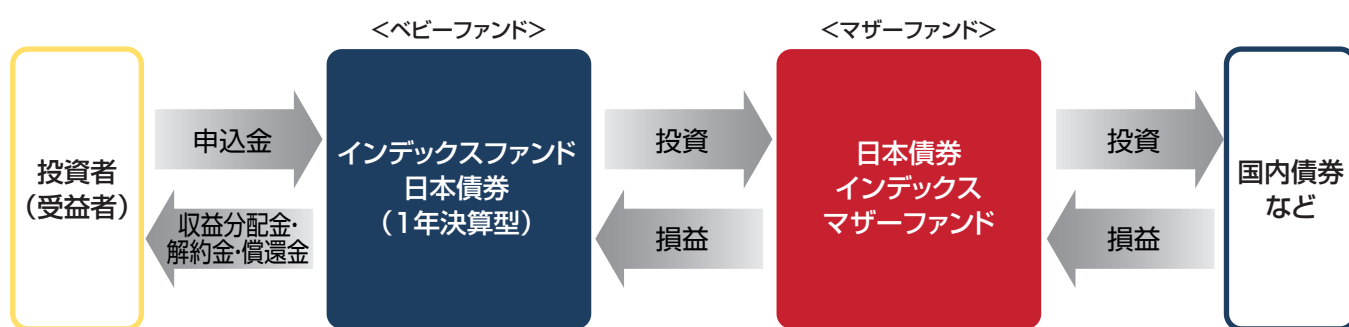 ＜ベビーファンド＞
＜マザーファンド＞
投資者
（受益者）
申込金
収益分配金・
解約金・償還金
インデックスファンド
日本債券
（1年決算型）
投資
損益
日本債券
インデックス
マザーファンド
投資
損益
国内債券
など